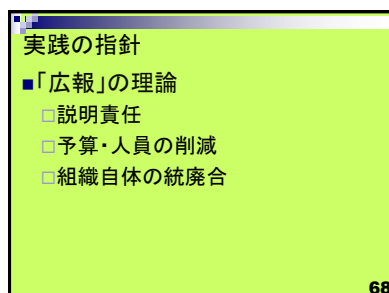 実践の指針
■「広報」の理論
□説明責任
□予算・人員の削減
□組織自体の統廃合
68